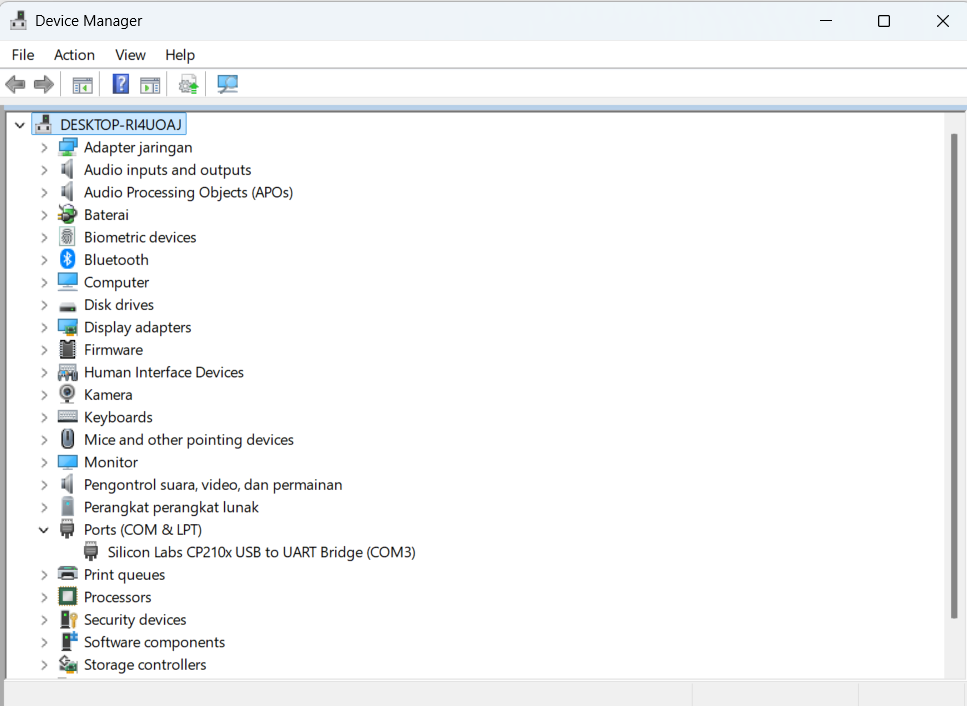 Device Manager
File Action View Help
DESKTOP-RI4UOAJ
Adapter jaringan
Audio inputs and outputs
Audio Processing Objects (APOs)
Baterai
Biometric devices
Bluetooth
Computer
Disk drives
Display adapters
Firmware
Human Interface Devices
Kamera
Keyboards
Mice and other pointing devices
Monitor
Pengontrol suara, video, dan permainan
Perangkat perangkat lunak
Ports (COM & LPT)
Silicon Labs CP210x USB to UART Bridge (COM3)
Print queues
Processors
Security devices
Software components
Storage controllers